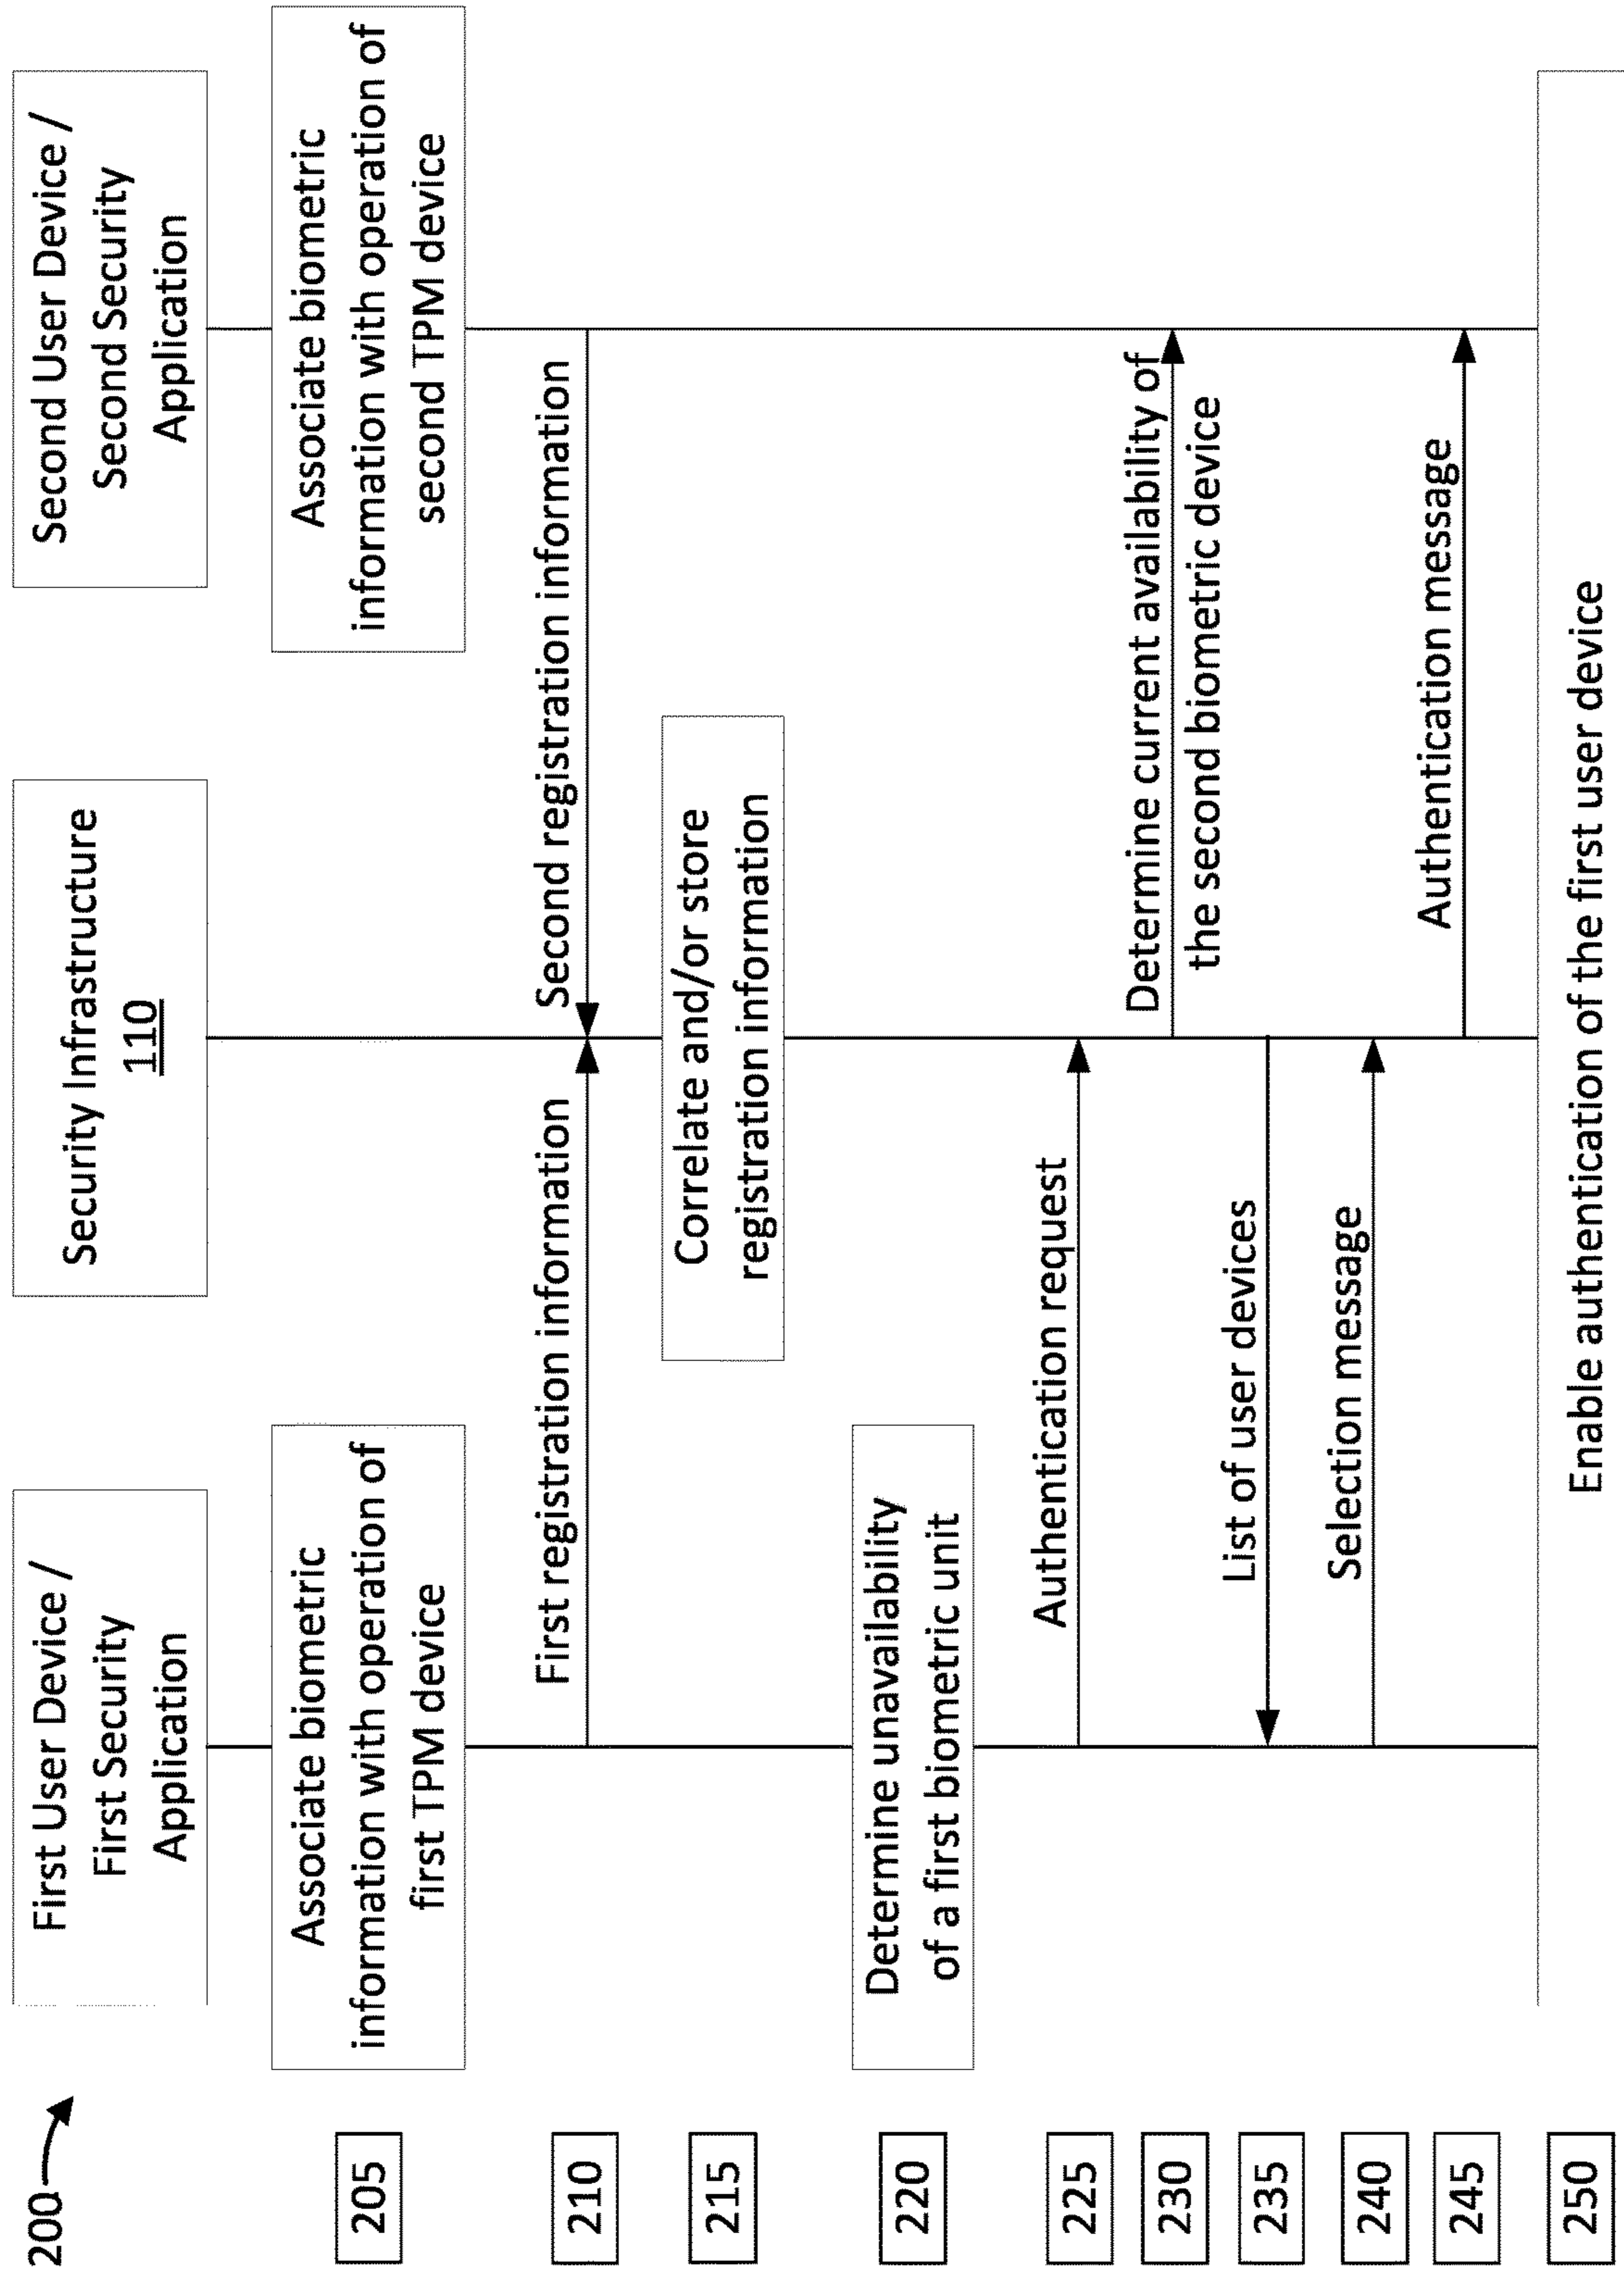 200
First User Device /
First Security
Application
Security Infrastructure
110
Second User Device /
Second Security
Application
205
Associate biometric
information with operation of
first TPM device
Associate biometric
information with operation of
second TPM device
210
First registration information
Second registration information
215
Correlate and/or store
registration information
220
Determine unavailability
of a first biometric unit
225
Authentication request
230
Determine current availability of
the second biometric device
235
List of user devices
240
Selection message
245
Authentication message
250
Enable authentication of the first user device